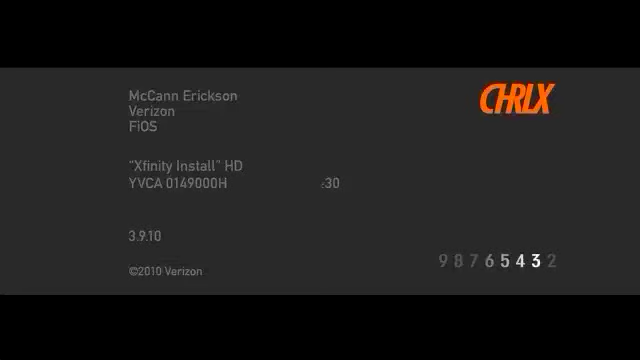 McCann Erickson
Verizon
FiOS
CHRLX
“Xfinity Install” HD
YVCA 0149000H :30
3.9.10
©2010 Verizon
9 8 7 6 5 4 3 2